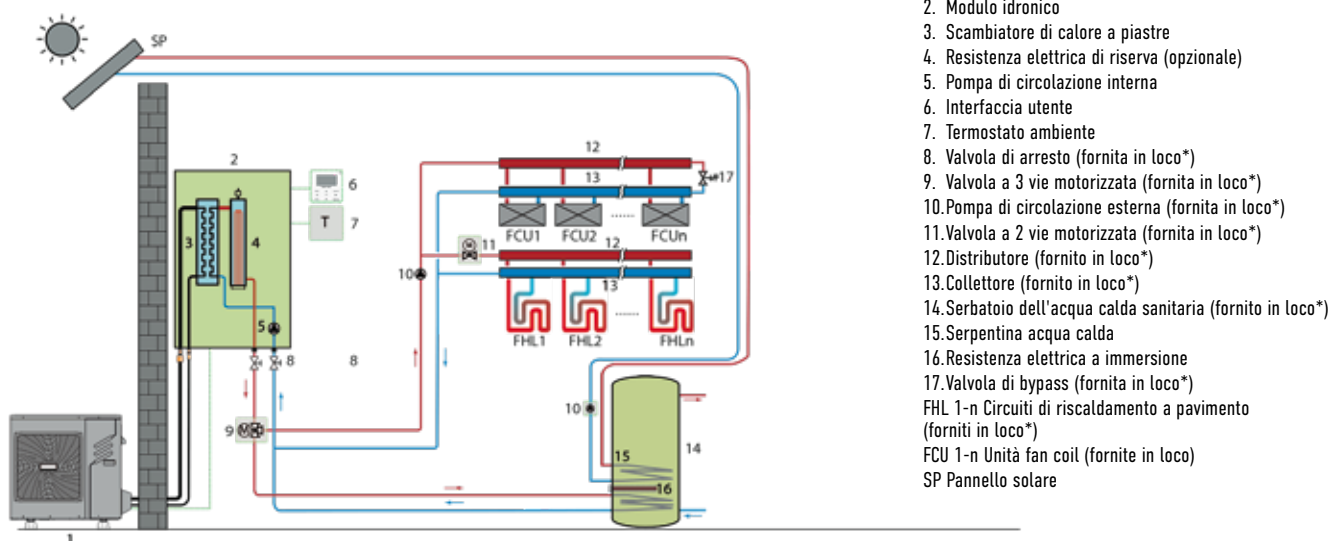 SP
2
3
4
5
6
T
7
8
8
9
10
11
12
13
17
FCU1 FCU2 ...... FCUn
12
13
FHL1 FHL2 ...... FHLn
10
14
15
16
M
1
2. Modulo idronico
3. Scambiatore di calore a piastre
4. Resistenza elettrica di riserva (opzionale)
5. Pompa di circolazione interna
6. Interfaccia utente
7. Termostato ambiente
8. Valvola di arresto (fornita in loco*)
9. Valvola a 3 vie motorizzata (fornita in loco*)
10.Pompa di circolazione esterna (fornita in loco*)
11.Valvola a 2 vie motorizzata (fornita in loco*)
12.Distributore (fornito in loco*)
13.Collettore (fornito in loco*)
14.Serbatoio dell'acqua calda sanitaria (fornito in loco*)
15.Serpentina acqua calda
16.Resistenza elettrica a immersione
17.Valvola di bypass (fornita in loco*)
FHL 1-n Circuiti di riscaldamento a pavimento
(forniti in loco*)
FCU 1-n Unità fan coil (fornite in loco)
SP Pannello solare